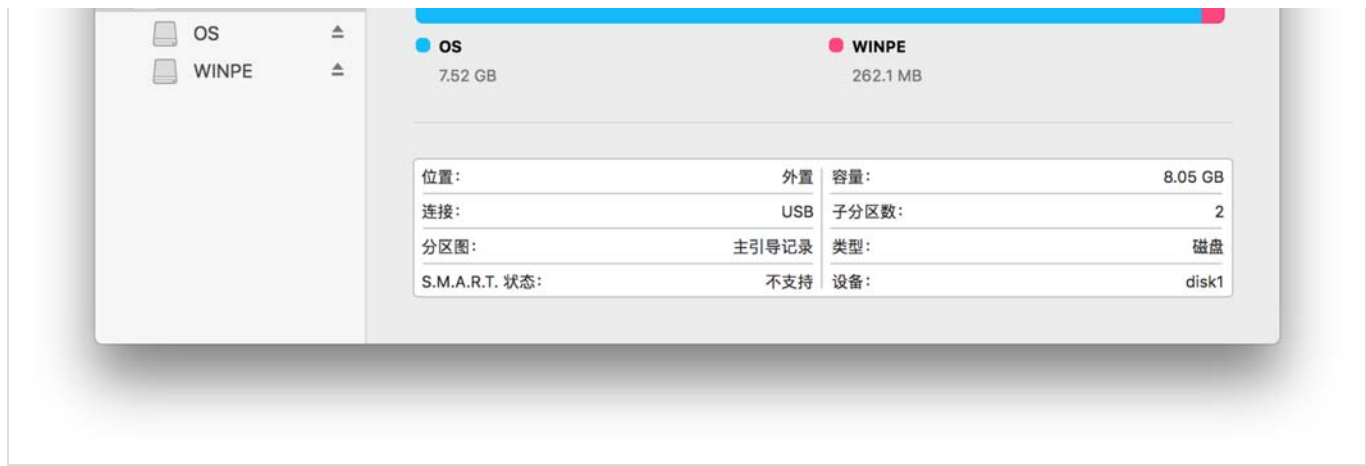 OS
WINPE
OS
WINPE
7.52 GB
262.1 MB
位置: 外置 容量: 8.05 GB
连接: USB 子分区数: 2
分区图: 主引导记录 类型: 磁盘
S.M.A.R.T. 状态: 不支持 设备: disk1